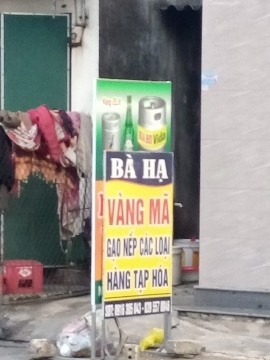 BÀ HẠ
VÀNG MÃ
GẠO NẾP CÁC LOẠI
HÀNG TẠP HÓA